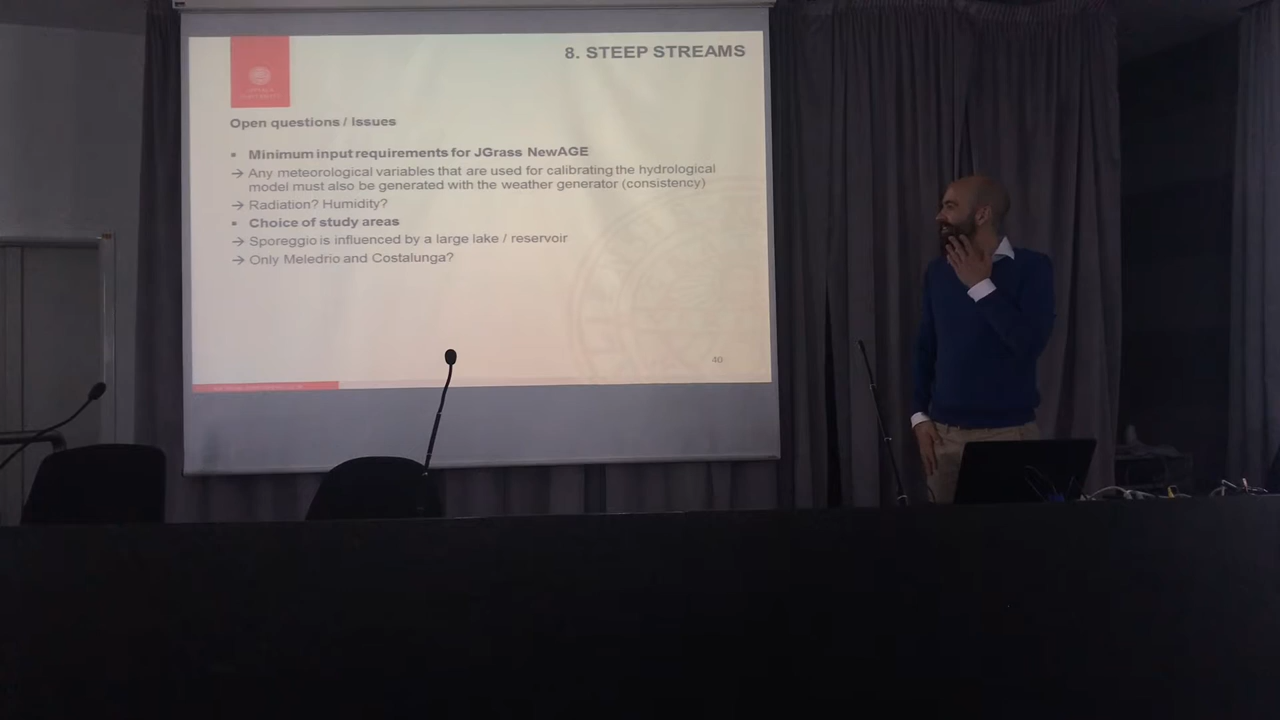 8. STEEP STREAMS
Open questions / Issues
▪ Minimum input requirements for JGrass NewAGE
→ Any meteorological variables that are used for calibrating the hydrological
model must also be generated with the weather generator (consistency)
→ Radiation? Humidity?
▪ Choice of study areas
→ Sporeggio is influenced by a large lake / reservoir
→ Only Meledrio and Costalunga?
40